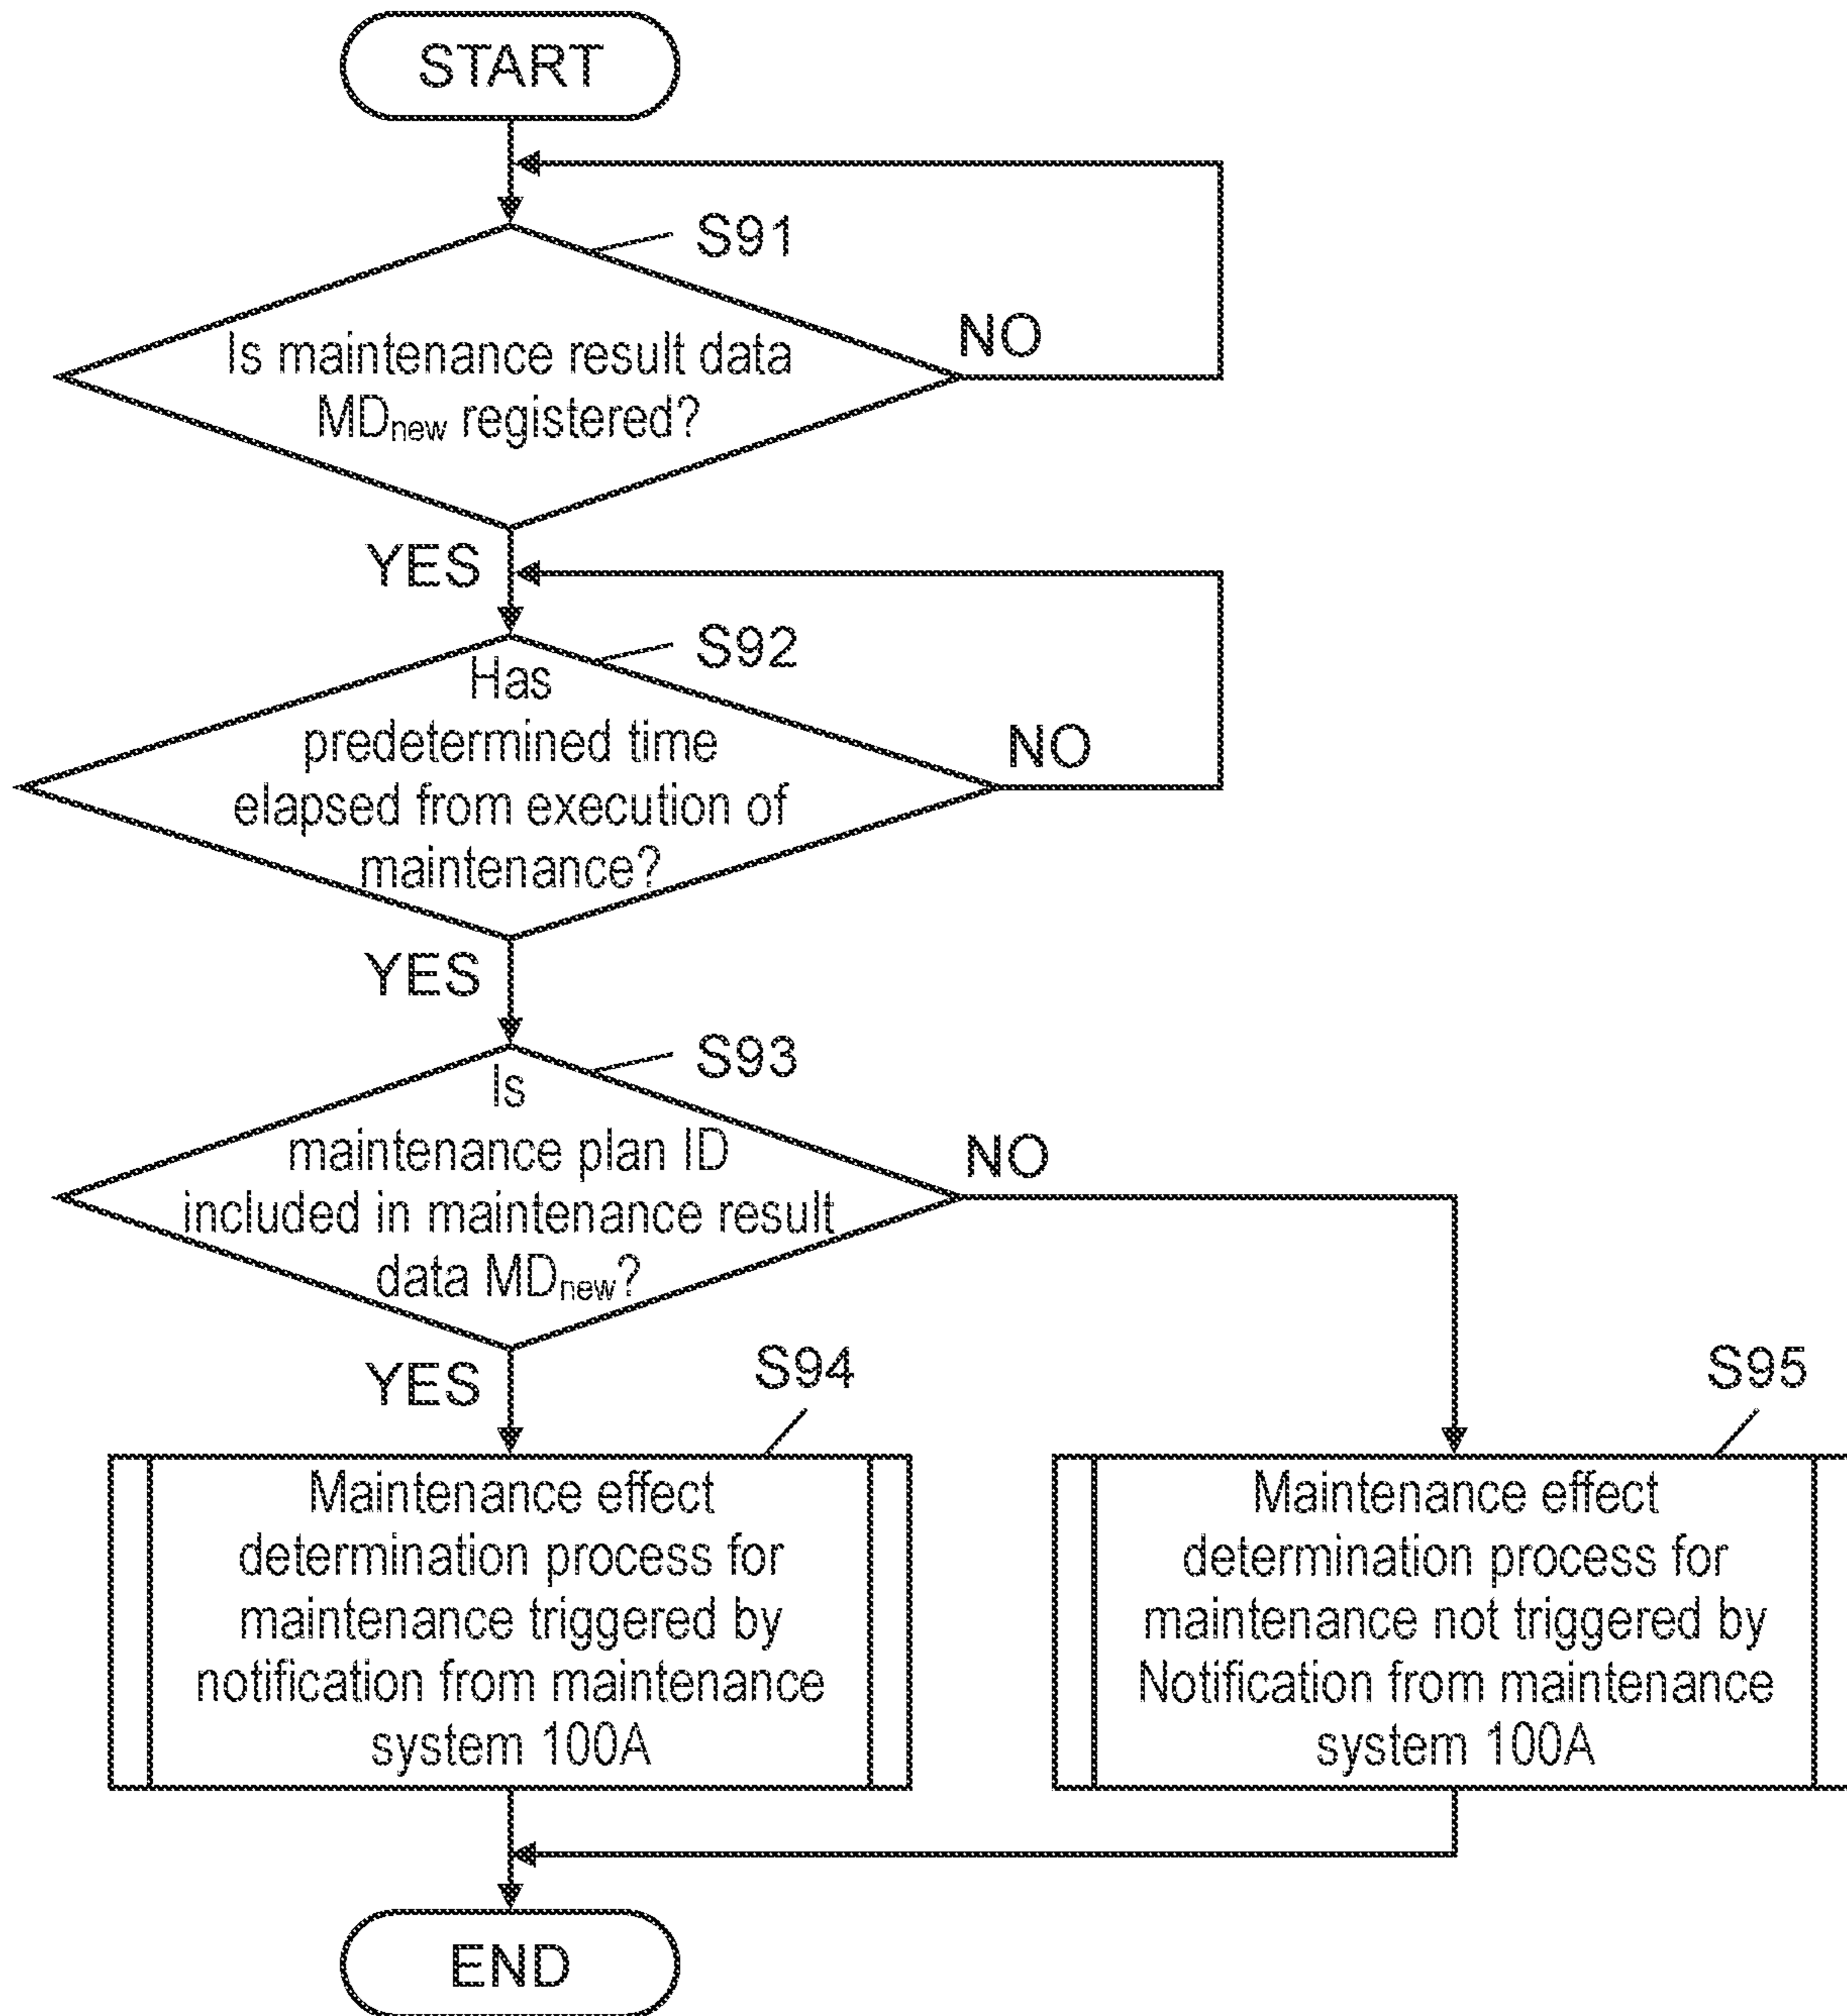 START
S91
NO
Is maintenance result data
MDnew registered?
YES
S92
Has
predetermined time
elapsed from execution of
maintenance?
NO
YES
S93
Is
maintenance plan ID
included in maintenance result
data MDnew?
NO
YES
S94
S95
Maintenance effect
determination process for
maintenance triggered by
notification from maintenance
system 100A
Maintenance effect
determination process for
maintenance not triggered by
Notification from maintenance
system 100A
END